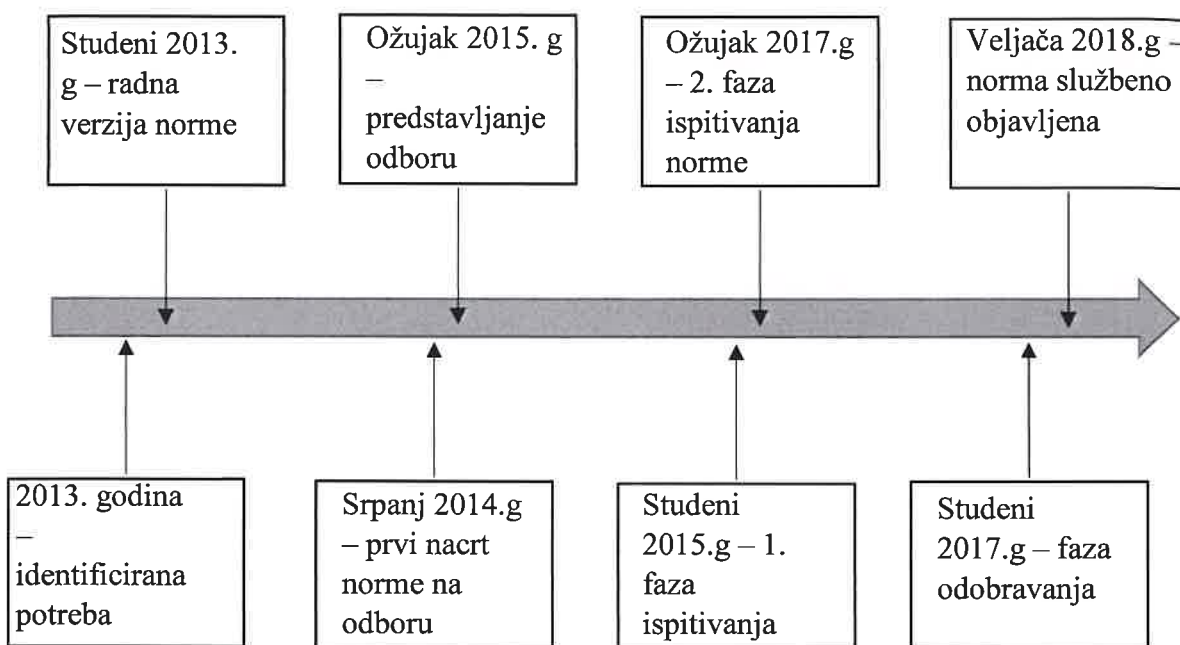 Studeni 2013.
g – radna
verzija norme
Ožujak 2015. g
–
predstavljanje
odboru
Ožujak 2017.g
– 2. faza
ispitivanja
norme
Veljača 2018.g –
norma službeno
objavljena
2013. godina
–
identificirana
potreba
Srpanj 2014.g
– prvi nacrt
norme na
odboru
Studeni
2015.g – 1.
faza
ispitivanja
Studeni
2017.g – faza
odobravanja